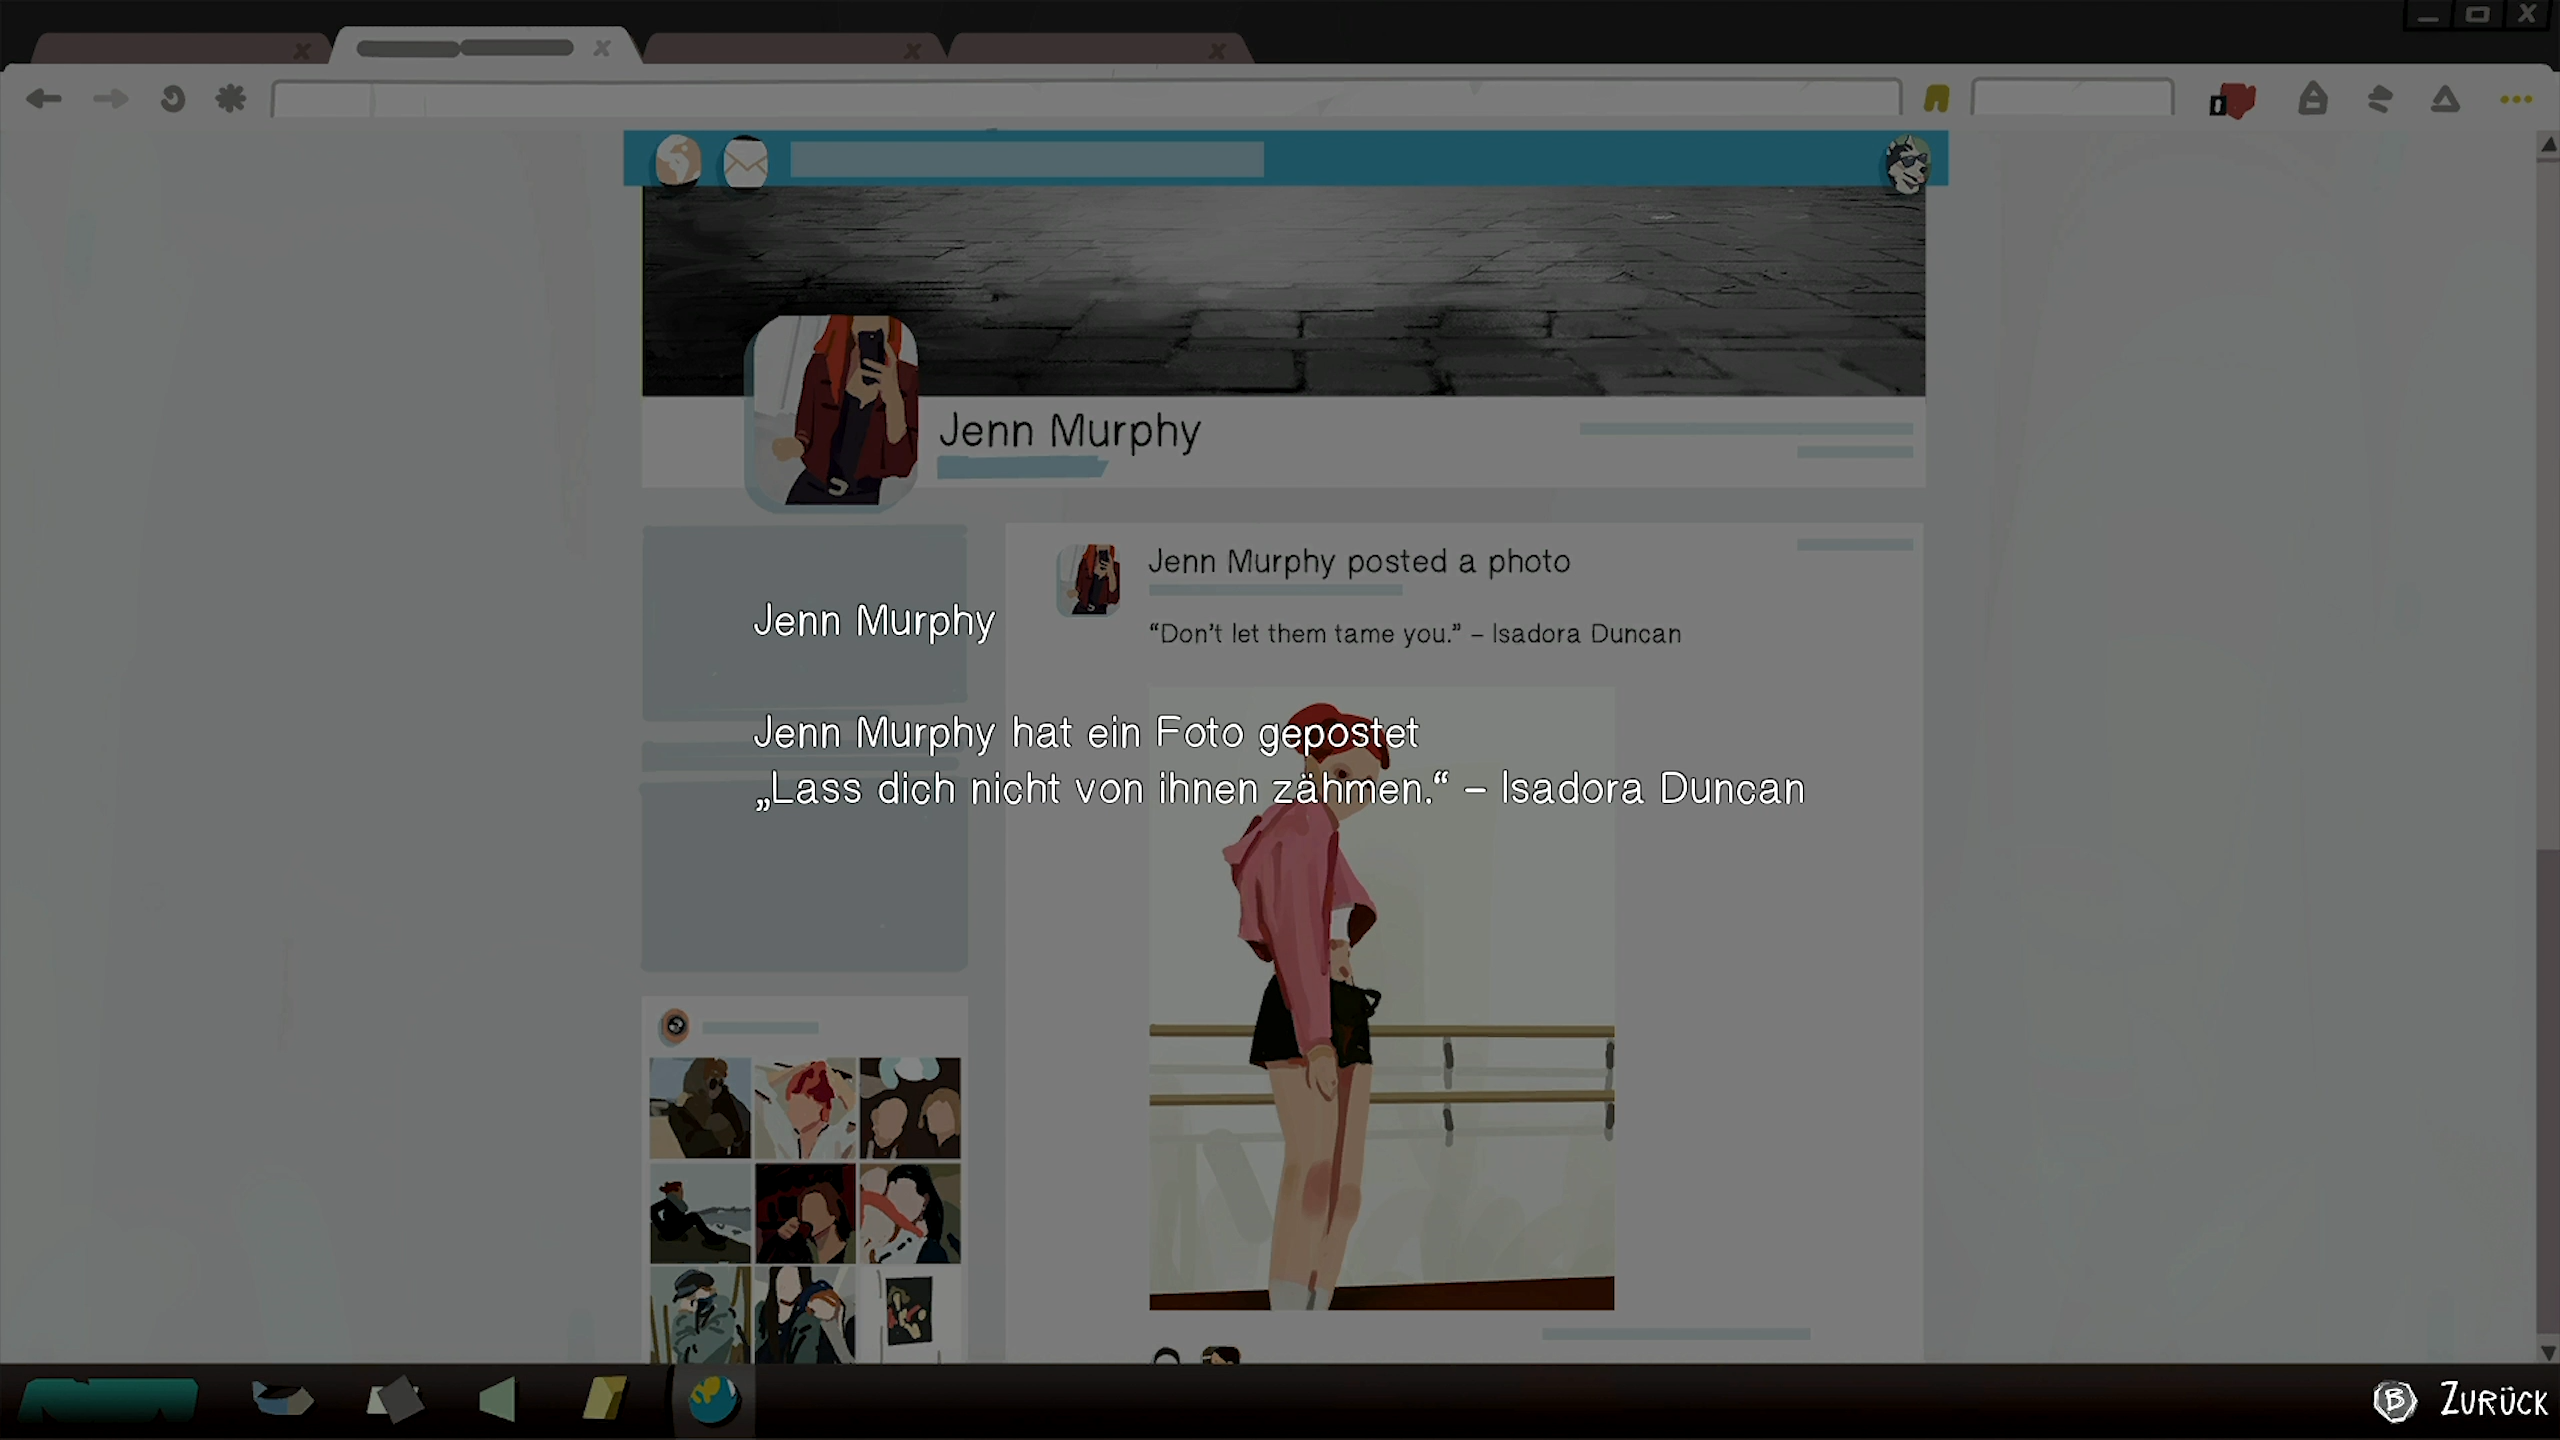 Jenn Murphy
Jenn Murphy posted a photo
“Don’t let them tame you.” – Isadora Duncan
Jenn Murphy
Jenn Murphy hat ein Foto gepostet
„Lass dich nicht von ihnen zähmen.“ – Isadora Duncan
B ZURÜCK